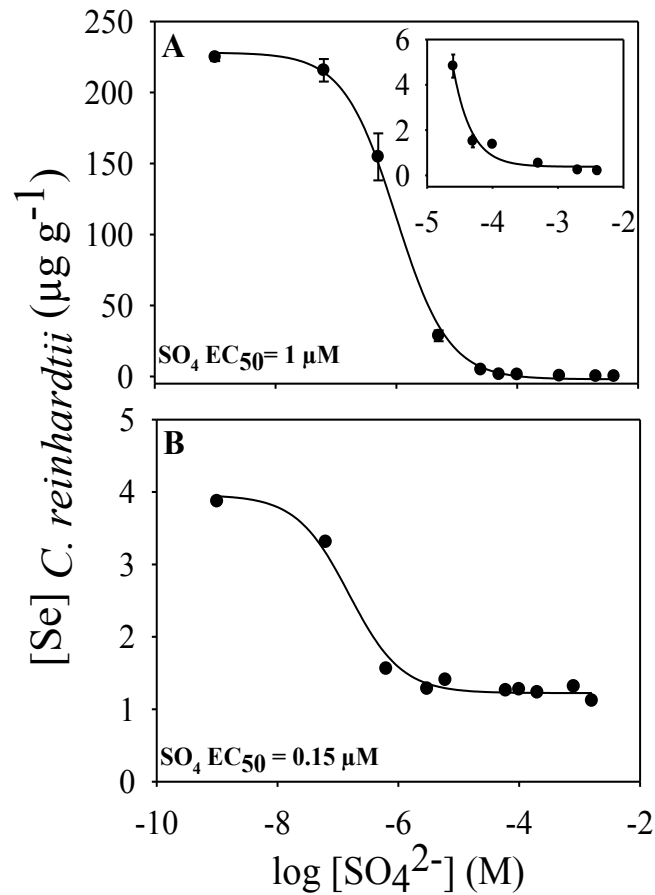 [Se] C. reinhardtii (µg g⁻¹)
A
250
200
150
100
50
0
SO₄ EC₅₀= 1 µM
6
4
2
0
-5 -4 -3 -2
B
5
4
3
2
1
0
SO₄ EC₅₀ = 0.15 µM
-10 -8 -6 -4 -2
log [SO₄²⁻] (M)